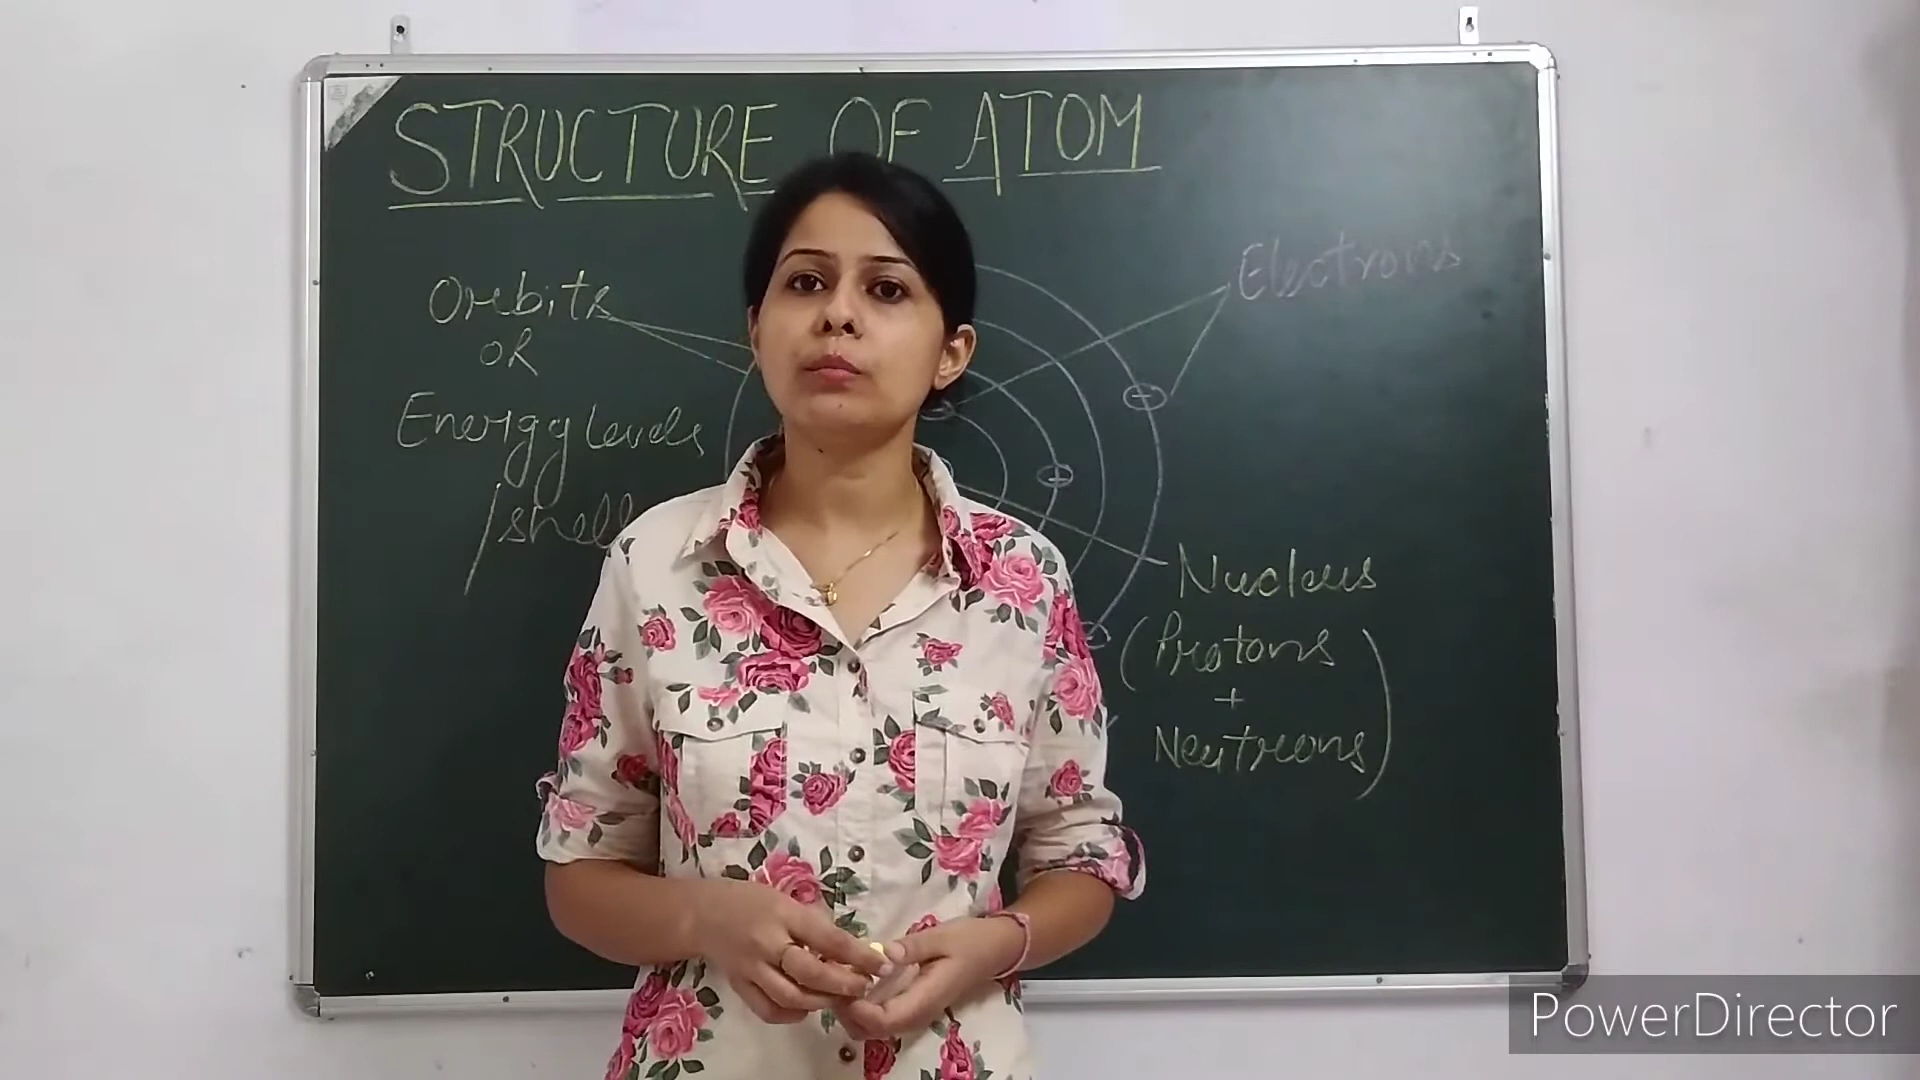 STRUCTURE OF ATOM
Orbits
OR
Energy levels
/shell
Electrons
Nucleus
(Protons
+
Neutrons)
PowerDirector